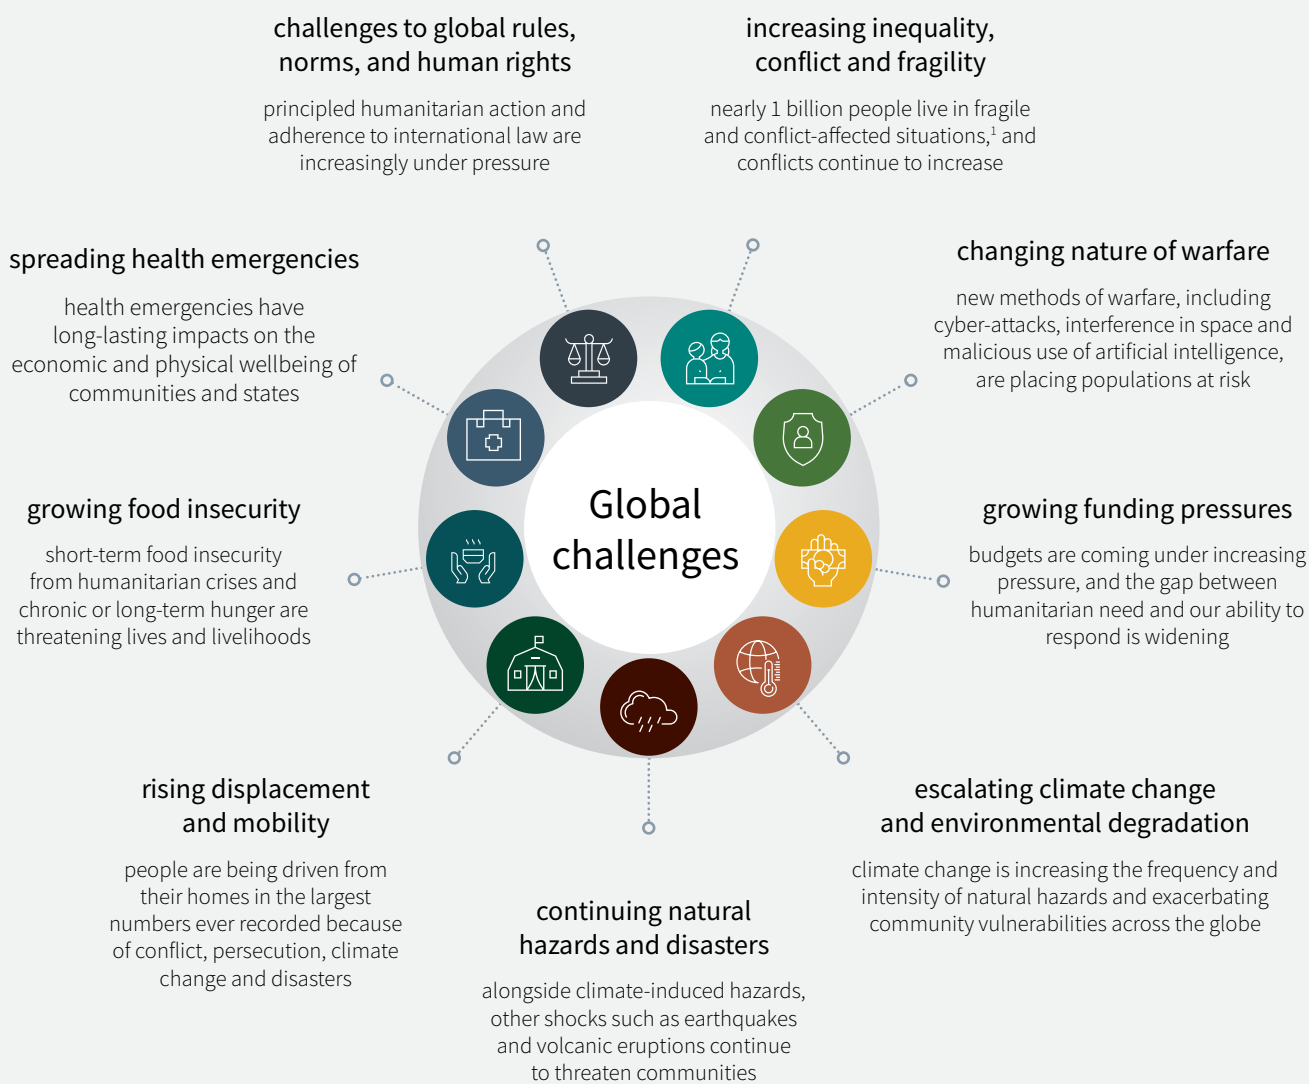 challenges to global rules,
norms, and human rights
principled humanitarian action and
adherence to international law are
increasingly under pressure
increasing inequality,
conflict and fragility
nearly 1 billion people live in fragile
and conflict-affected situations,¹ and
conflicts continue to increase
spreading health emergencies
health emergencies have
long-lasting impacts on the
economic and physical wellbeing of
communities and states
changing nature of warfare
new methods of warfare, including
cyber-attacks, interference in space and
malicious use of artificial intelligence,
are placing populations at risk
Global
challenges
growing food insecurity
short-term food insecurity
from humanitarian crises and
chronic or long-term hunger are
threatening lives and livelihoods
growing funding pressures
budgets are coming under increasing
pressure, and the gap between
humanitarian need and our ability to
respond is widening
rising displacement
and mobility
people are being driven from
their homes in the largest
numbers ever recorded because
of conflict, persecution, climate
change and disasters
escalating climate change
and environmental degradation
climate change is increasing the frequency and
intensity of natural hazards and exacerbating
community vulnerabilities across the globe
continuing natural
hazards and disasters
alongside climate-induced hazards,
other shocks such as earthquakes
and volcanic eruptions continue
to threaten communities